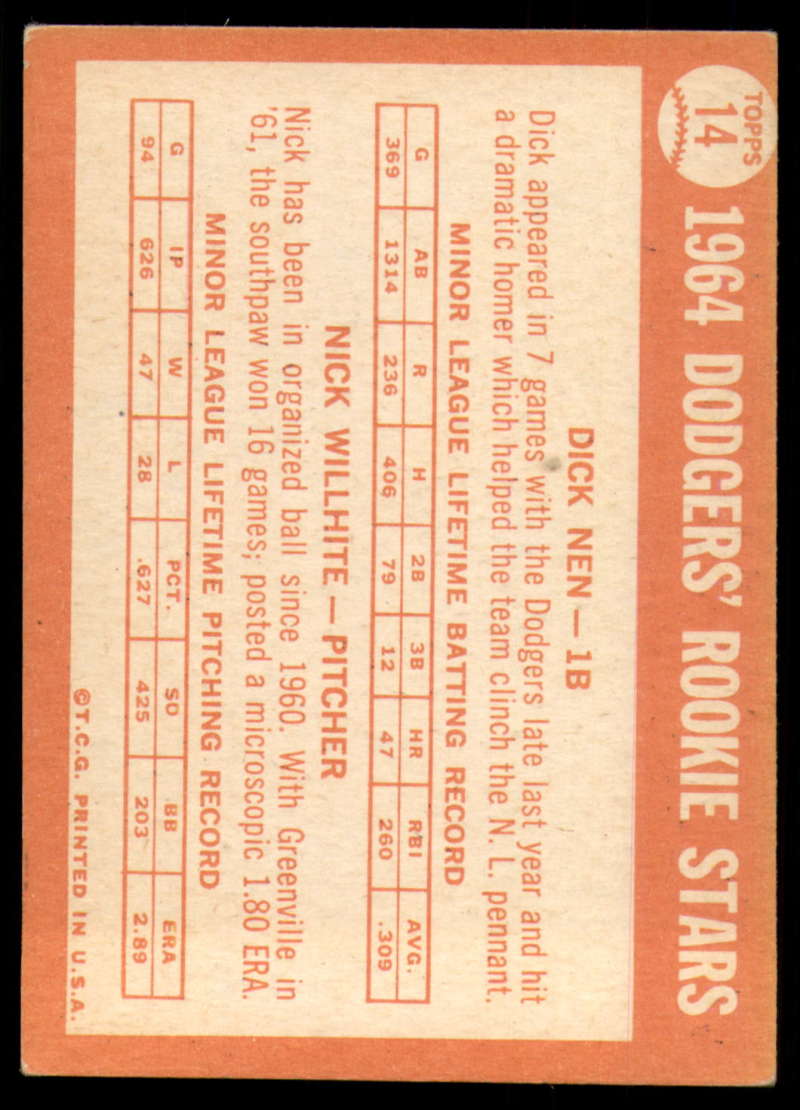 TOPPS
14
1964 DODGERS' ROOKIE STARS
DICK NEN—1B
Dick appeared in 7 games with the Dodgers late last year and hit
a dramatic homer which helped the team clinch the N. L. pennant.
MINOR LEAGUE LIFETIME BATTING RECORD
G AB R H 2B 3B HR RBI AVG.
369 1314 236 406 79 12 47 260 .309
NICK WILLHITE—PITCHER
Nick has been in organized ball since 1960. With Greenville in
'61, the southpaw won 16 games; posted a microscopic 1.80 ERA.
MINOR LEAGUE LIFETIME PITCHING RECORD
G IP W L PCT. SO BB ERA
94 626 47 28 .627 425 203 2.89
©T.C.G. PRINTED IN U.S.A.